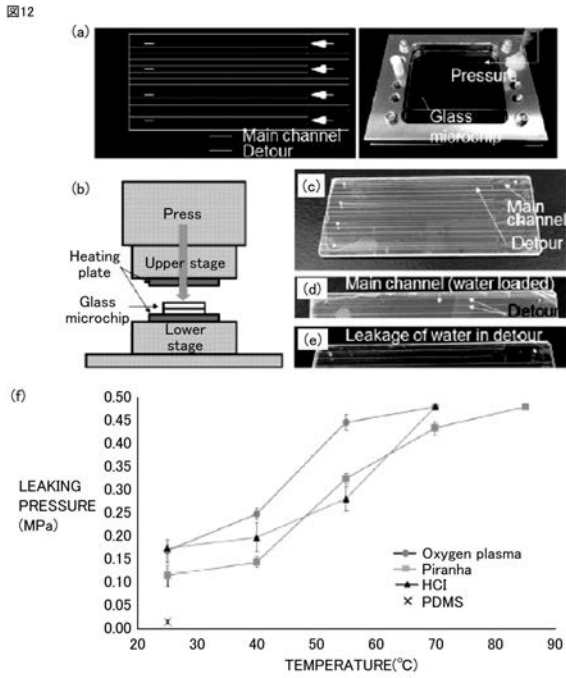 図12
(a)
Main channel
Detour
Pressure
Glass
microchip
(b)
Press
Upper stage
Heating
plate
Glass
microchip
Lower
stage
(c)
Main
channel
Detour
(d)
Main channel (water loaded)
Detour
(e)
Leakage of water in detour
(f)
LEAKING
PRESSURE
(MPa)
0.50
0.45
0.40
0.35
0.30
0.25
0.20
0.15
0.10
0.05
0.00
Oxygen plasma
Piranha
HCl
PDMS
20 30 40 50 60 70 80 90
TEMPERATURE(°C)